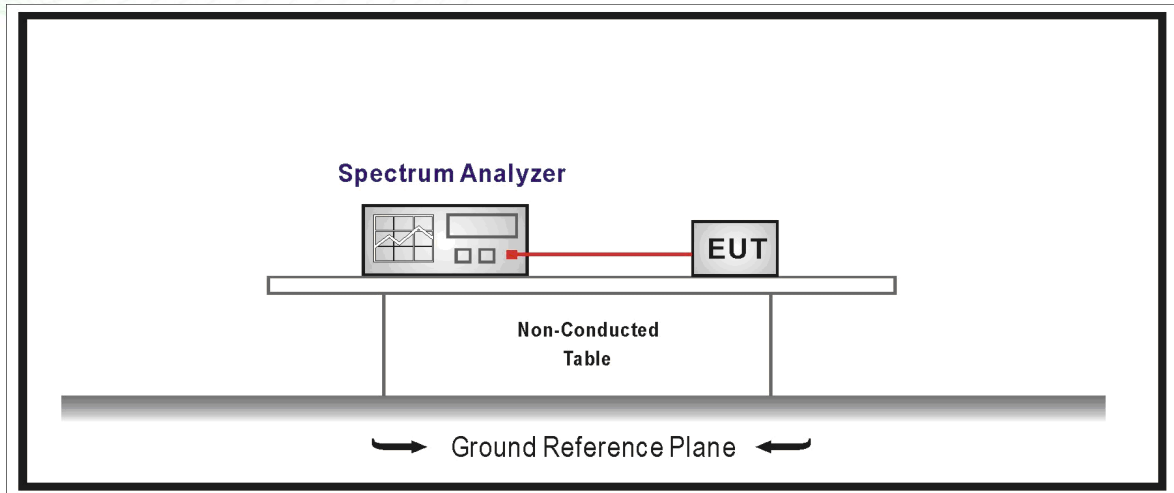 Spectrum Analyzer
EUT
Non-Conducted
Table
Ground Reference Plane